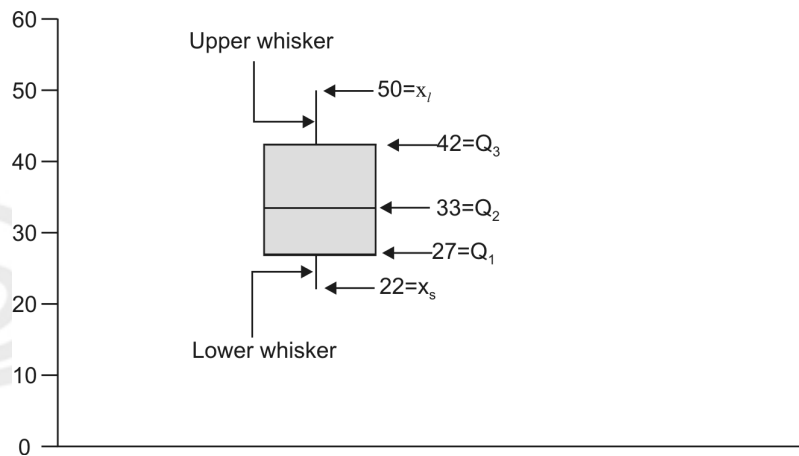 60
Upper whisker
50
50=xₗ
42=Q₃
40
33=Q₂
30
27=Q₁
22=xₛ
20
Lower whisker
10
0